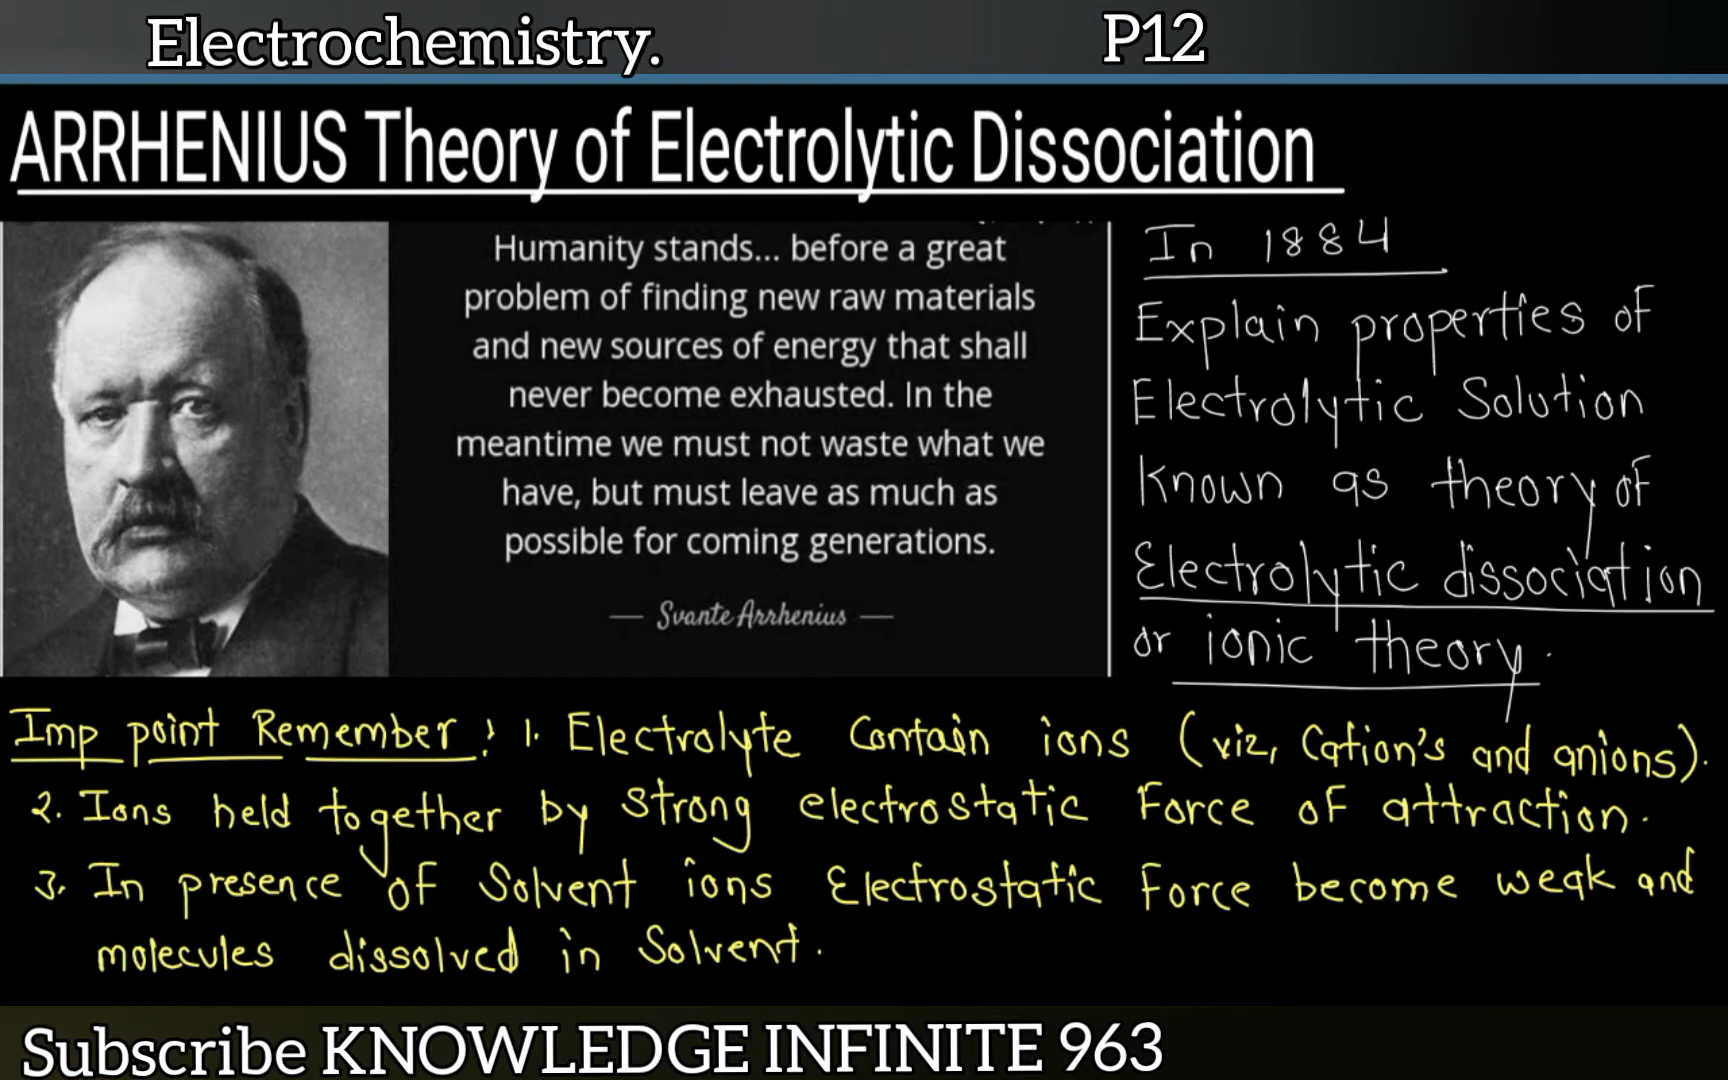 Electrochemistry. P12
ARRHENIUS Theory of Electrolytic Dissociation
Humanity stands... before a great
problem of finding new raw materials
and new sources of energy that shall
never become exhausted. In the
meantime we must not waste what we
have, but must leave as much as
possible for coming generations.
— Svante Arrhenius —
In 1884
Explain properties of
Electrolytic Solution
Known as theory of
Electrolytic dissociation
or ionic theory.
Imp point Remember : 1. Electrolyte Contain ions (viz, Cation's and anions).
2. Ions held together by strong electrostatic Force of attraction.
3. In presence of Solvent ions Electrostatic Force become weak and
molecules dissolved in Solvent.
Subscribe KNOWLEDGE INFINITE 963